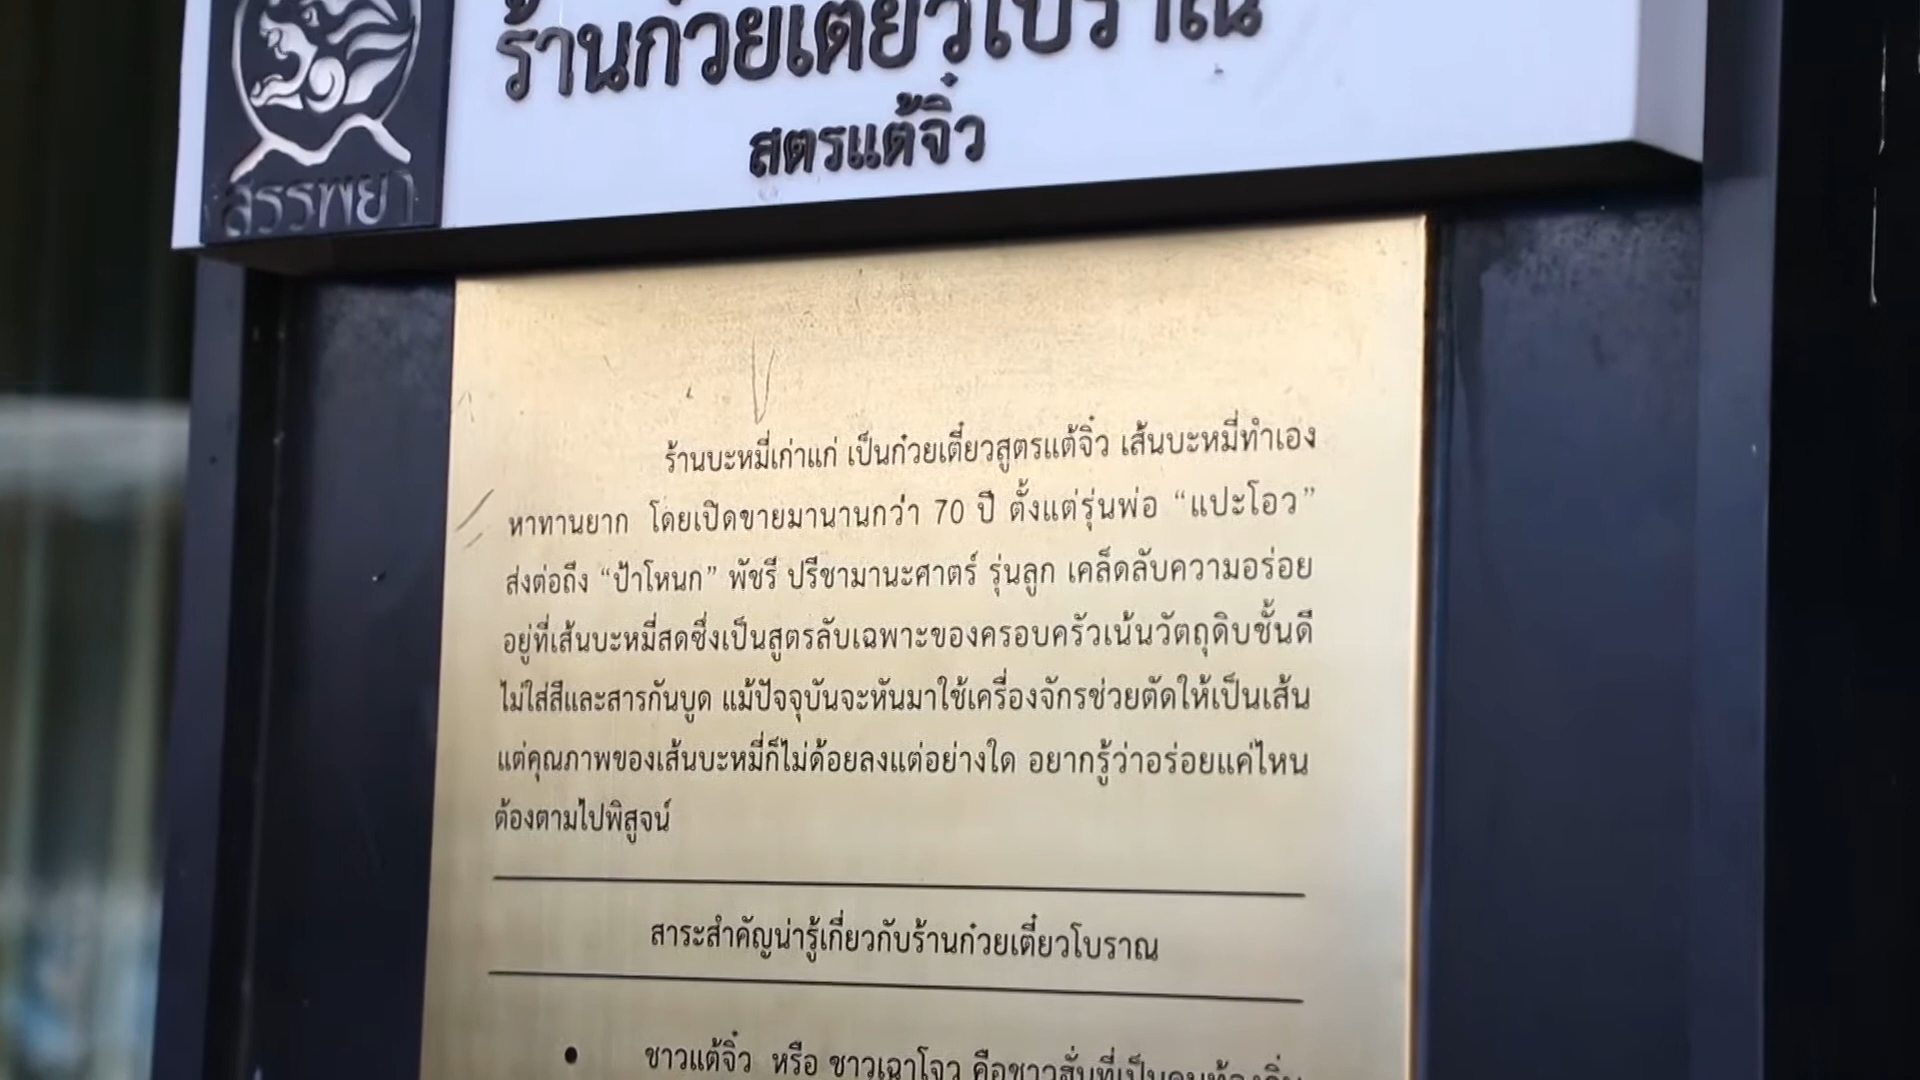 ร้านก๋วยเตี๋ยวโบราณ
สูตรแต้จิ๋ว
สรรพยา
ร้านบะหมี่เก่าแก่ เป็นก๋วยเตี๋ยวสูตรแต้จิ๋ว เส้นบะหมี่ทำเอง
หาทานยาก โดยเปิดขายมานานกว่า 70 ปี ตั้งแต่รุ่นพ่อ “แปะโอว”
ส่งต่อถึง “ป้าโหนก” พัชรี ปรีชามานะศาตร์ รุ่นลูก เคล็ดลับความอร่อย
อยู่ที่เส้นบะหมี่สดซึ่งเป็นสูตรลับเฉพาะของครอบครัวเน้นวัตถุดิบชั้นดี
ไม่ใส่สีและสารกันบูด แม้ปัจจุบันจะหันมาใช้เครื่องจักรช่วยตัดให้เป็นเส้น
แต่คุณภาพของเส้นบะหมี่ก็ไม่ด้อยลงแต่อย่างใด อยากรู้ว่าอร่อยแค่ไหน
ต้องตามไปพิสูจน์
สาระสำคัญน่ารู้เกี่ยวกับร้านก๋วยเตี๋ยวโบราณ
• ชาวแต้จิ๋ว หรือ ชาวเฉาโจว คือชาวฮั่นที่เป็นคนท้องถิ่น